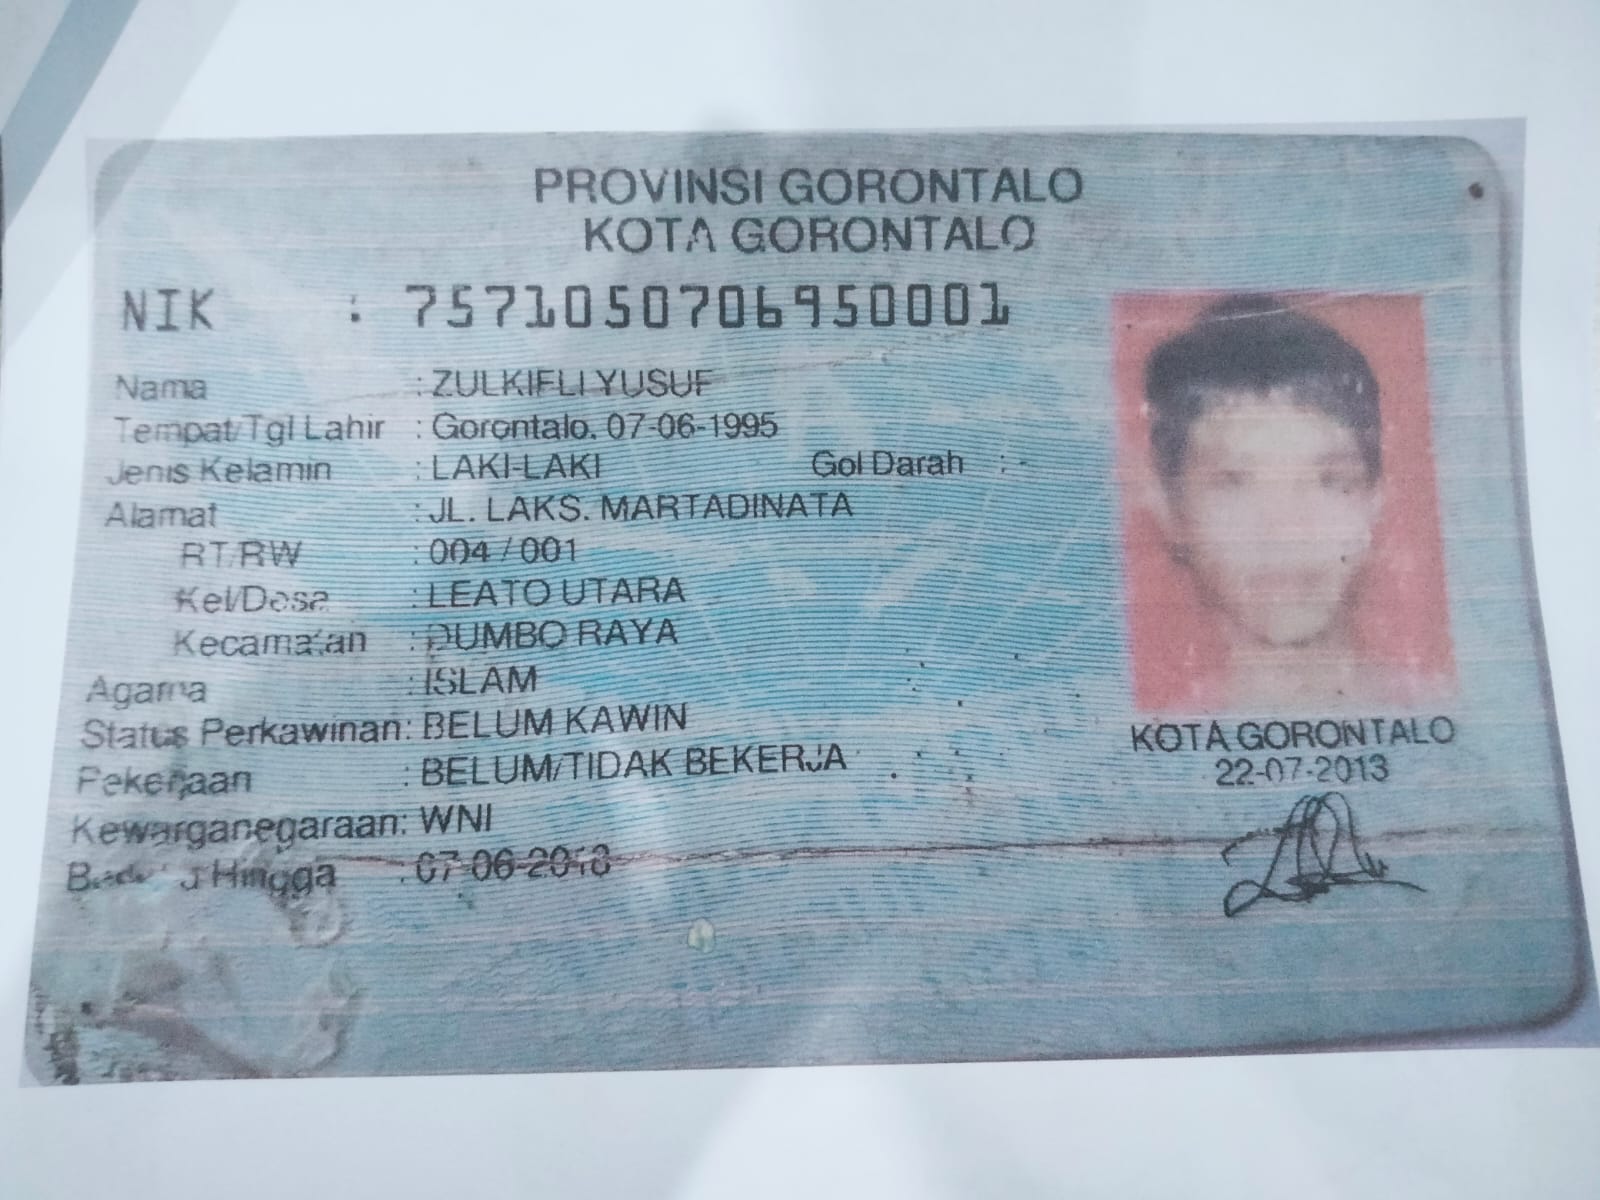 PROVINSI GORONTALO
KOTA GORONTALO
NIK : 7571050706950001
Nama : ZULKIFLI YUSUF
Tempat/Tgl Lahir : Gorontalo, 07-06-1995
Jenis Kelamin : LAKI-LAKI Gol Darah : -
Alamat : JL. LAKS. MARTADINATA
RT/RW : 004 / 001
Kel/Desa : LEATO UTARA
Kecamatan : DUMBO RAYA
Agama : ISLAM
Status Perkawinan: BELUM KAWIN
Pekerjaan : BELUM/TIDAK BEKERJA
Kewarganegaraan: WNI
Hingga : 07-06-2018
KOTA GORONTALO
22-07-2013